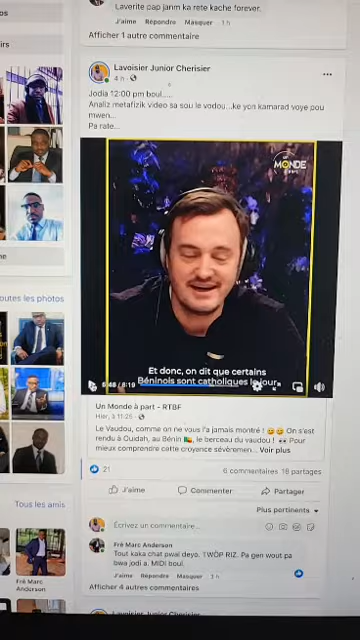 Laverite pap janm ka rete kache forever.
J'aime Répondre Masquer 1 h
Afficher 1 autre commentaire
Lavoisier Junior Cherisier
4 h
Jodia 12:00 pm boul.....
Analiz metafizik video sa sou le vodou...ke yon kamarad voye pou
mwen...
Pa rate...
MONDE
Et donc, on dit que certains
Béninois sont catholiques le jour,
Un Monde à part - RTBF
Hier, à 11:25
Le Vaudou, comme on ne vous l'a jamais montré ! On s'est
rendu à Ouidah, au Bénin, le berceau du vaudou ! Pour
mieux comprendre cette croyance sévèremen... Voir plus
21
6 commentaires 18 partages
J'aime Commenter Partager
Plus pertinents
Écrivez un commentaire...
Fré Marc Anderson
Tout kaka chat pwal deyo. TWÒP RIZ. Pa gen wout pa
bwa jodi a. MIDI boul.
J'aime Répondre Masquer 1 h
Afficher 4 autres commentaires
Lavoisier Junior Cherisier
outes les photos
Tous les amis
Fré Marc
Anderson